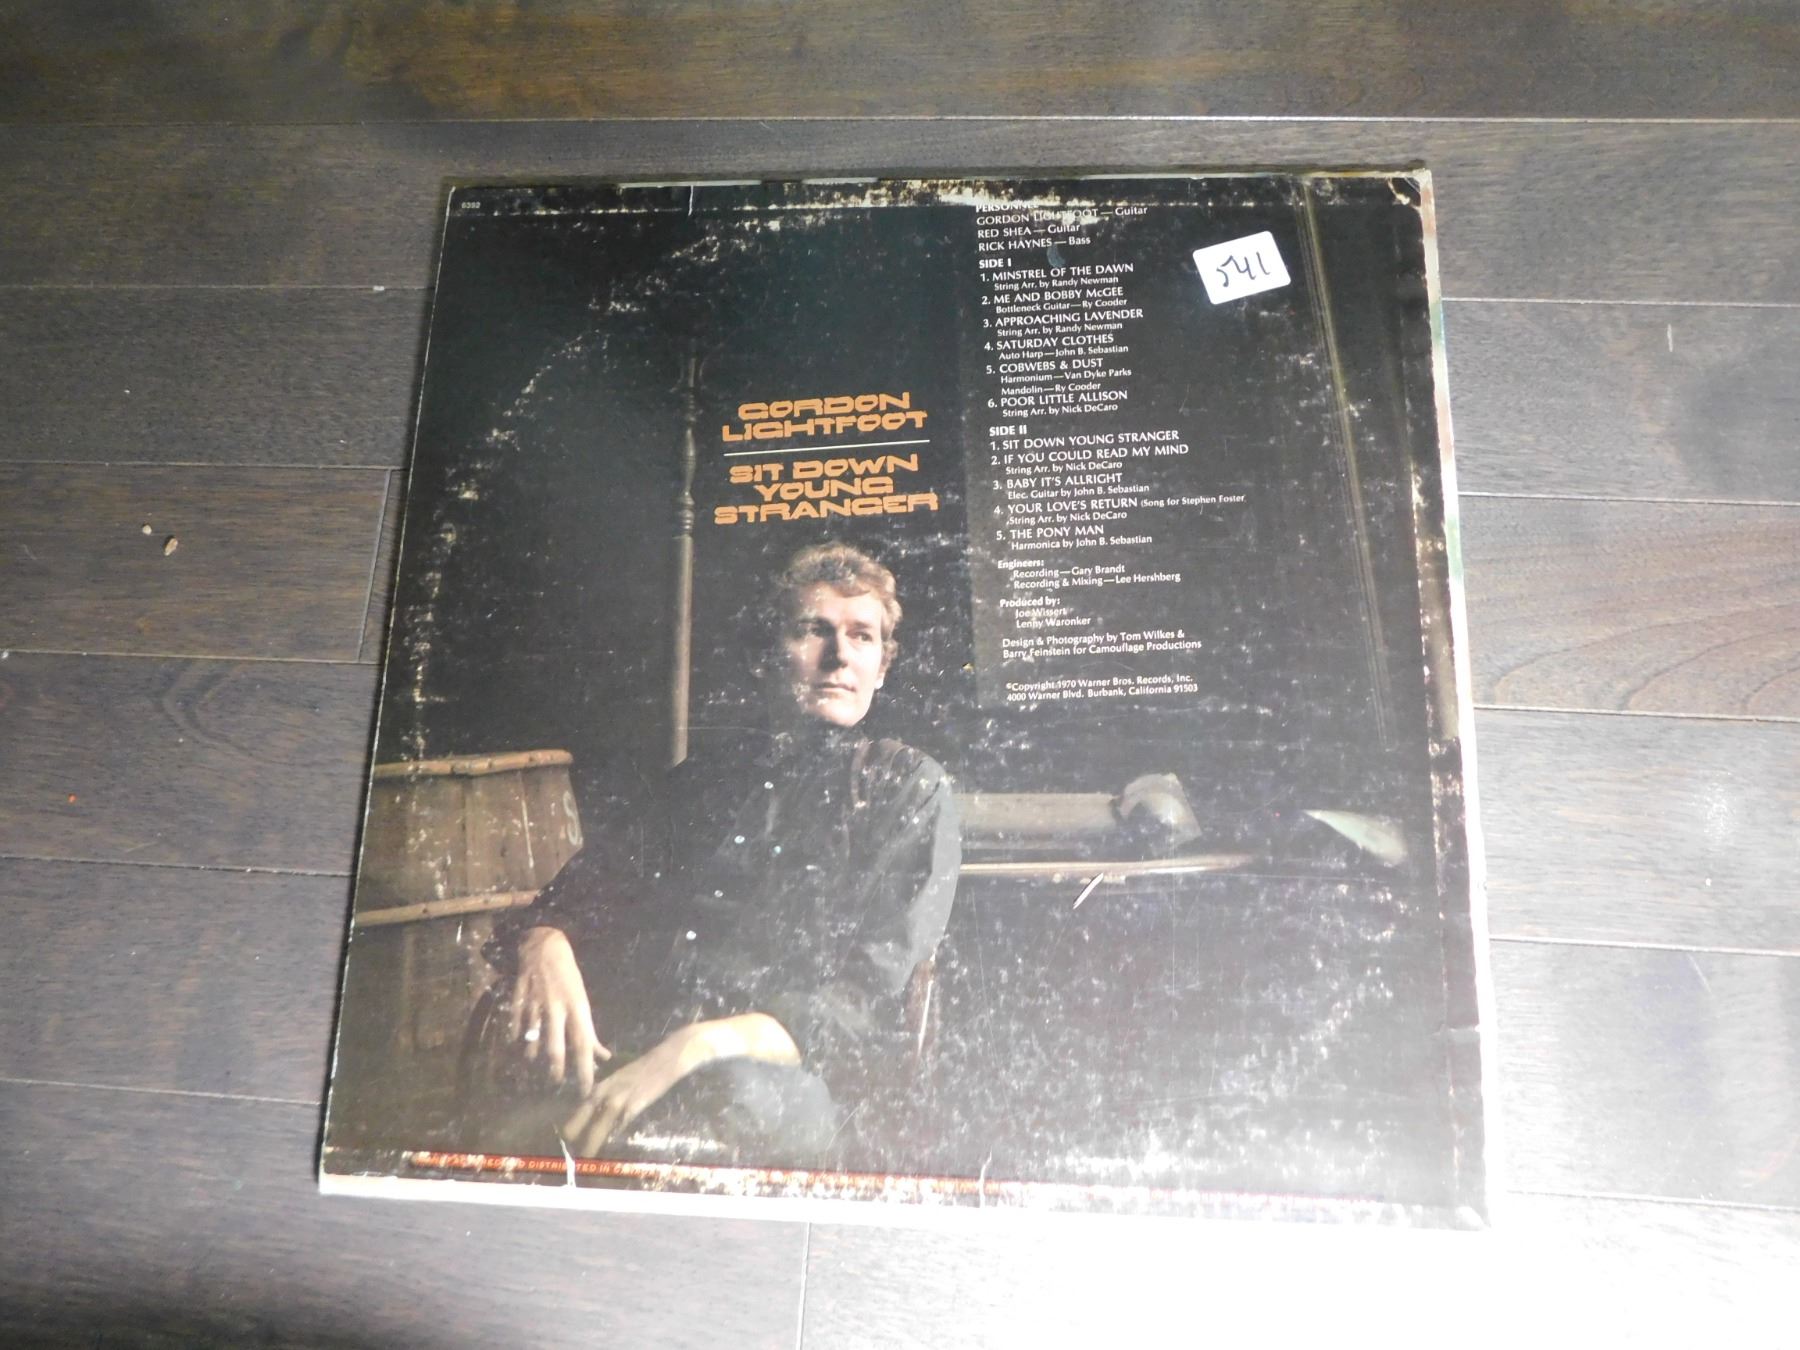 6392
PERSONNEL
GORDON LIGHTFOOT — Guitar
RED SHEA — Guitar
RICK HAYNES — Bass
SIDE I
1. MINSTREL OF THE DAWN
String Arr. by Randy Newman
2. ME AND BOBBY McGEE
Bottleneck Guitar—Ry Cooder
3. APPROACHING LAVENDER
String Arr. by Randy Newman
4. SATURDAY CLOTHES
Auto Harp—John B. Sebastian
5. COBWEBS & DUST
Harmonium—Van Dyke Parks
Mandolin—Ry Cooder
6. POOR LITTLE ALLISON
String Arr. by Nick DeCaro
SIDE II
1. SIT DOWN YOUNG STRANGER
2. IF YOU COULD READ MY MIND
String Arr. by Nick DeCaro
3. BABY IT'S ALLRIGHT
Elec. Guitar by John B. Sebastian
4. YOUR LOVE'S RETURN (Song for Stephen Foster
String Arr. by Nick DeCaro
5. THE PONY MAN
Harmonica by John B. Sebastian
Engineers:
Recording—Gary Brandt
Recording & Mixing—Lee Hershberg
Produced by:
Joe Wissert
Lenny Waronker
Design & Photography by Tom Wilkes &
Barry Feinstein for Camouflage Productions
©Copyright 1970 Warner Bros. Records, Inc.
4000 Warner Blvd. Burbank, California 91503
541
GORDON
LIGHTFOOT
SIT DOWN
YOUNG
STRANGER
DISTRIBUTED IN